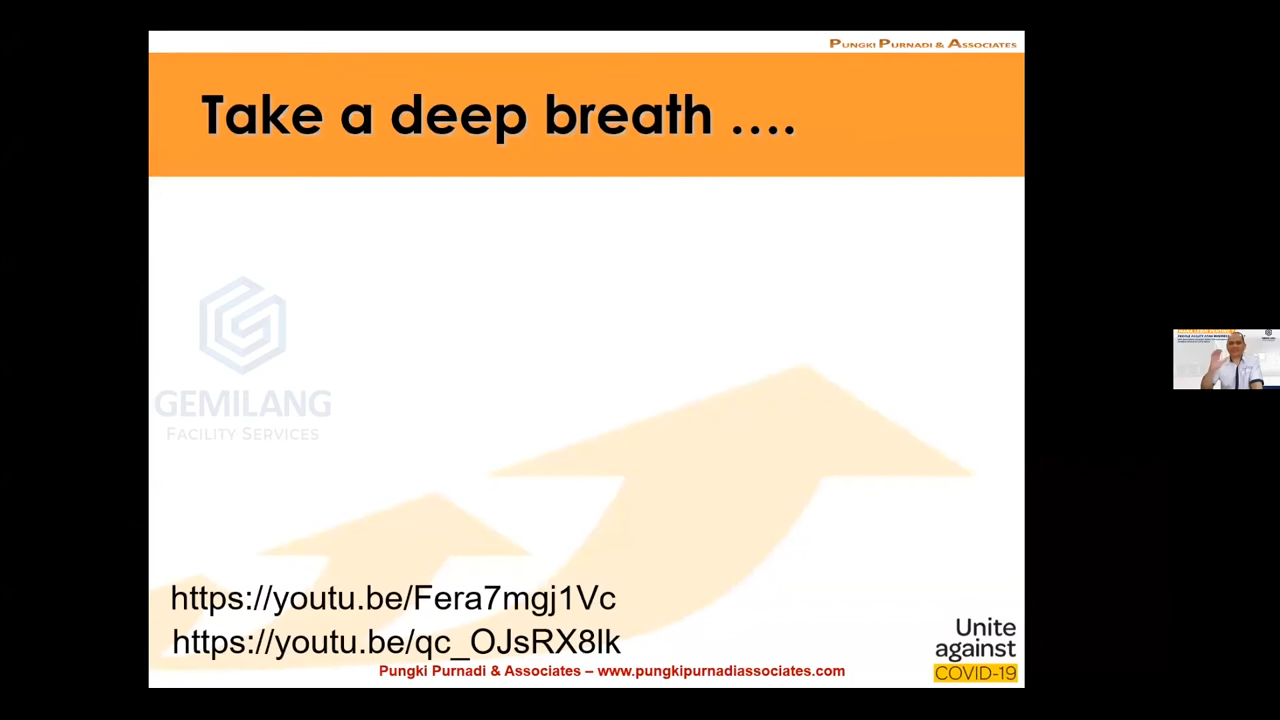 PUNGKI PURNADI & ASSOCIATES
Take a deep breath ....
GEMILANG
FACILITY SERVICES
https://youtu.be/Fera7mgj1Vc
https://youtu.be/qc_OJsRX8lk
Unite
against
COVID-19
Pungki Purnadi & Associates – www.pungkipurnadiassociates.com